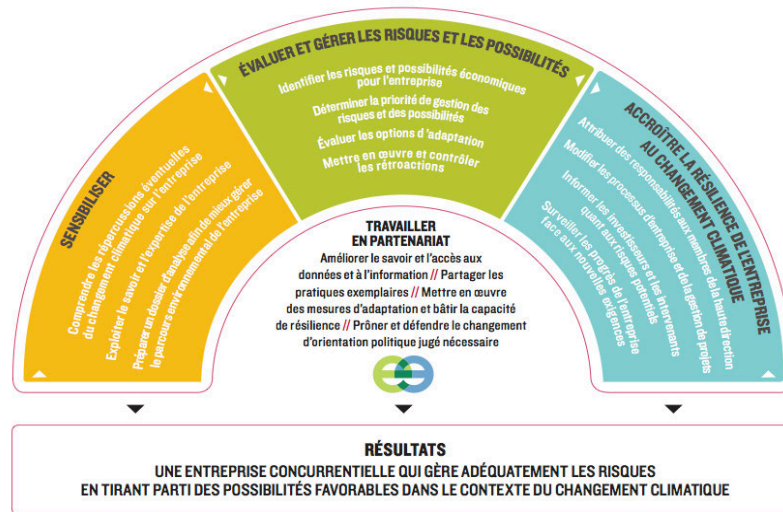 SENSIBILISER
Comprendre les répercussions éventuelles
du changement climatique sur l'entreprise
Exploiter le savoir et l'expertise de l'entreprise
Préparer un dossier d'analyse afin de mieux gérer
le parcours environnemental de l'entreprise
ÉVALUER ET GÉRER LES RISQUES ET LES POSSIBILITÉS
Identifier les risques et possibilités économiques
pour l'entreprise
Déterminer la priorité de gestion des
risques et des possibilités
Évaluer les options d'adaptation
Mettre en œuvre et contrôler
les rétroactions
ACCROÎTRE LA RÉSILIENCE DE L'ENTREPRISE
AU CHANGEMENT CLIMATIQUE
Attribuer des responsabilités aux membres de la haute direction
Modifier les processus d'entreprise et de la gestion de projets
Informer les investisseurs et les intervenants
quant aux risques potentiels
Surveiller les progrès de l'entreprise
face aux nouvelles exigences
TRAVAILLER
EN PARTENARIAT
Améliorer le savoir et l'accès aux
données et à l'information // Partager les
pratiques exemplaires // Mettre en œuvre
des mesures d'adaptation et bâtir la capacité
de résilience // Prôner et défendre le changement
d'orientation politique jugé nécessaire
RÉSULTATS
UNE ENTREPRISE CONCURRENTIELLE QUI GÈRE ADÉQUATEMENT LES RISQUES
EN TIRANT PARTI DES POSSIBILITÉS FAVORABLES DANS LE CONTEXTE DU CHANGEMENT CLIMATIQUE